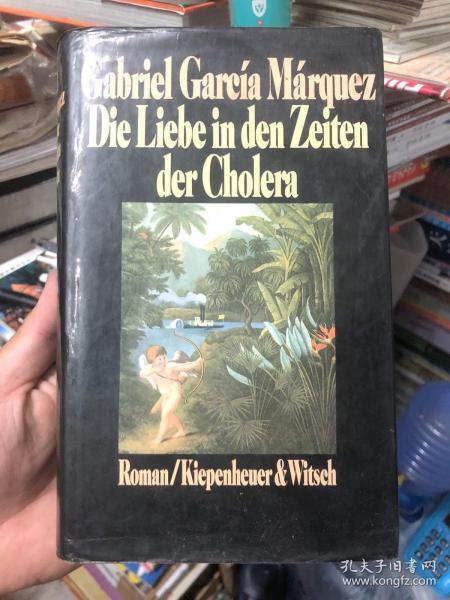 Gabriel García Márquez
Die Liebe in den Zeiten
der Cholera
Roman/Kiepenheuer & Witsch
孔夫子旧书网
www.kongfz.com